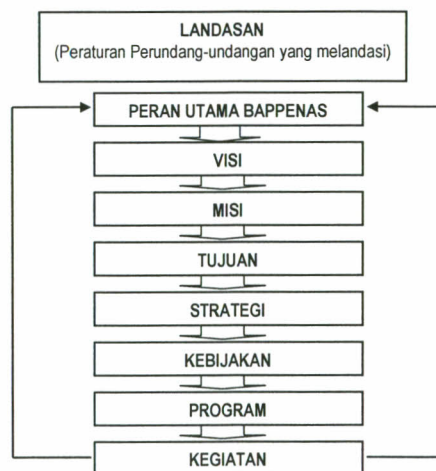 LANDASAN
(Peraturan Perundang-undangan yang melandasi)
PERAN UTAMA BAPPENAS
VISI
MISI
TUJUAN
STRATEGI
KEBIJAKAN
PROGRAM
KEGIATAN